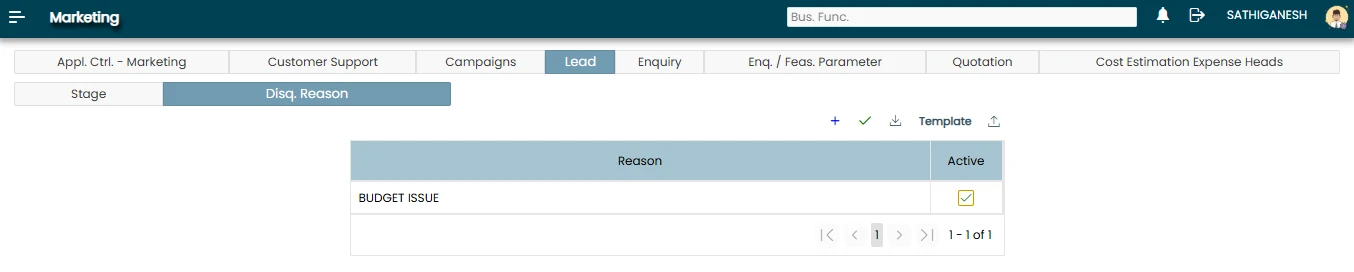 Marketing
Bus. Func.
SATHIGANESH
Appl. Ctrl. - Marketing Customer Support Campaigns Lead Enquiry Enq. / Feas. Parameter Quotation Cost Estimation Expense Heads
Stage Disq. Reason
Template
Reason Active
BUDGET ISSUE
1 1 - 1 of 1